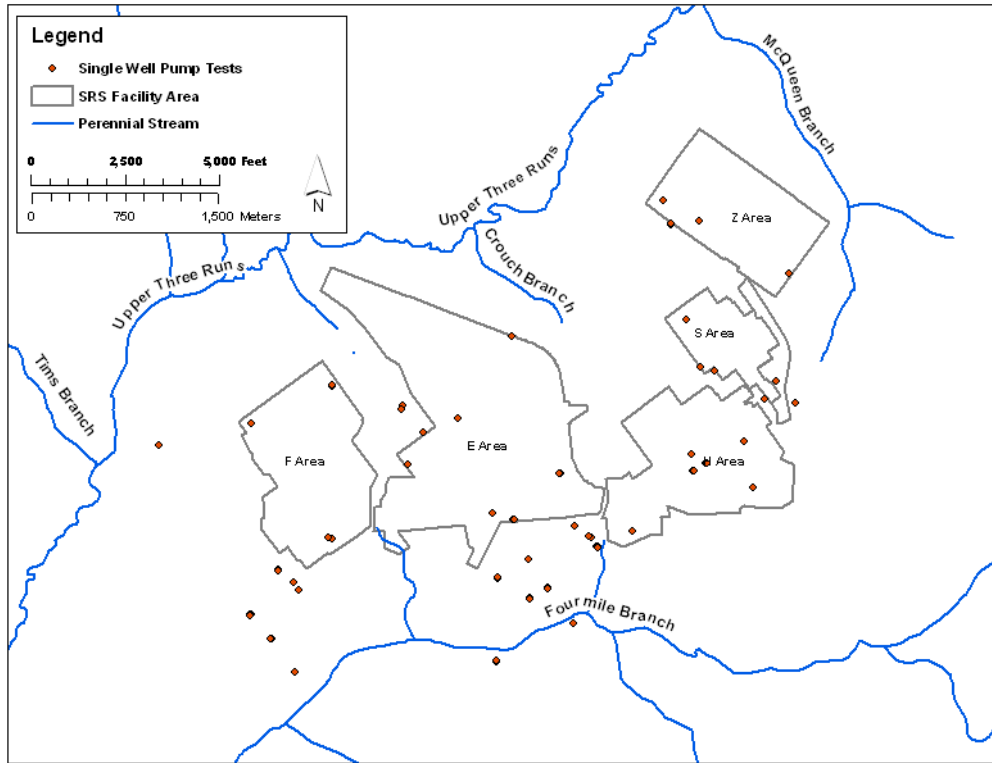 Legend
Single Well Pump Tests
SRS Facility Area
Perennial Stream
0 2,500 5,000 Feet
0 750 1,500 Meters
N
McQueen Branch
Upper Three Runs
Z Area
Crouch Branch
Upper Three Runs
S Area
Tims Branch
F Area
E Area
H Area
Fourmile Branch